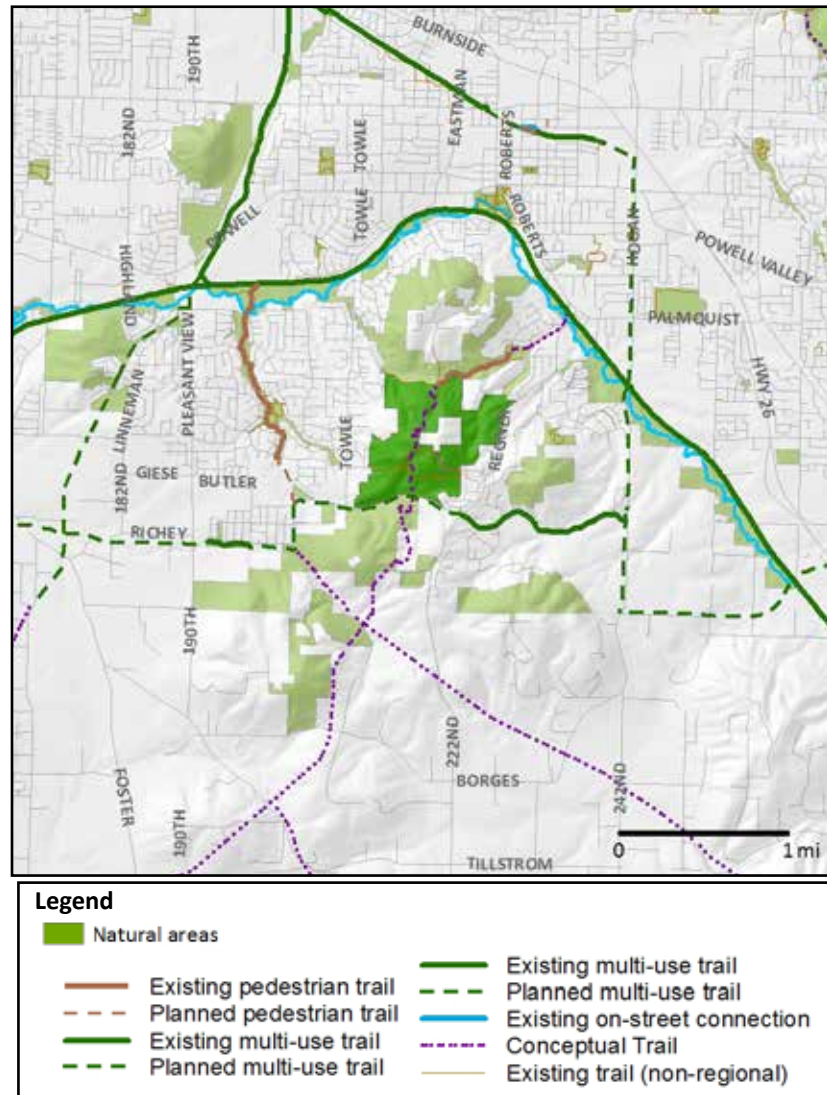 BURNSIDE
190TH
182ND
EASTMAN
TOWLE
ROBERTS
TOWLE
ROBERTS
POWELL
HOGAN
POWELL VALLEY
HIGHLAND
PALMQUIST
PLEASANT VIEW
HWY 26
LINNEMAN
TOWLE
REGNER
182ND
GIESE
BUTLER
RICHEY
190TH
222ND
BORGES
242ND
FOSTER
190TH
0 1 mi
TILLSTROM
Legend
Natural areas
Existing pedestrian trail
Planned pedestrian trail
Existing multi-use trail
Planned multi-use trail
Existing multi-use trail
Planned multi-use trail
Existing on-street connection
Conceptual Trail
Existing trail (non-regional)